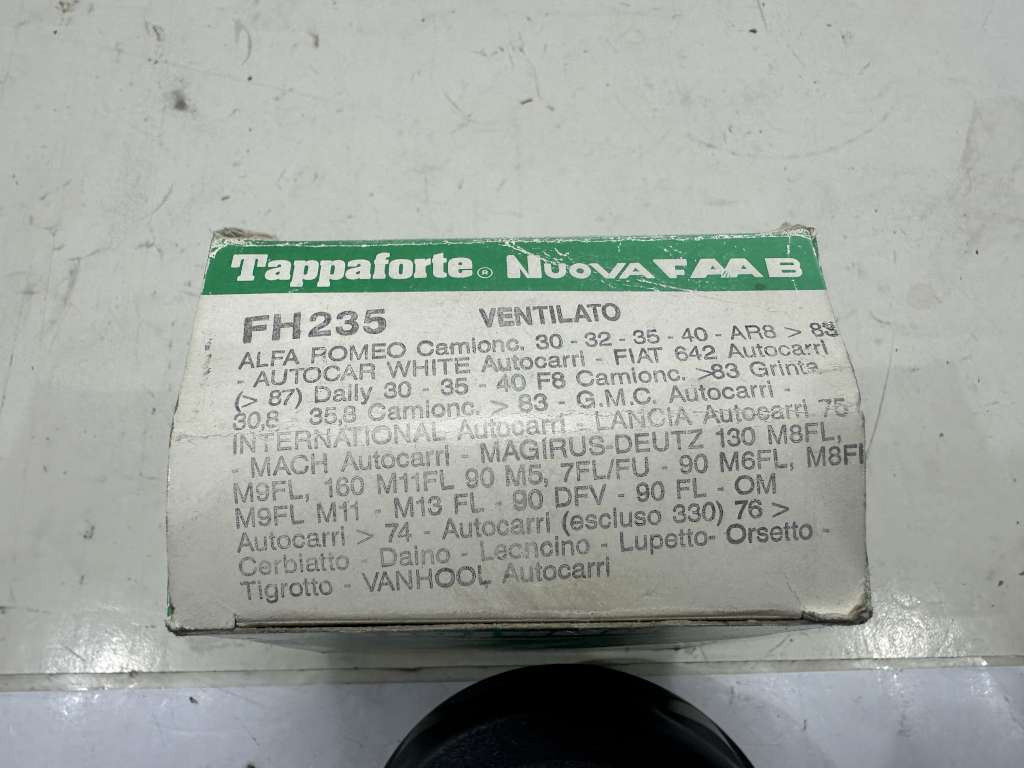 Tappaforte® NUOVA FAAB
FH235 VENTILATO
ALFA ROMEO Camionc. 30 - 32 - 35 - 40 - AR8 > 83
- AUTOCAR WHITE Autocarri - FIAT 642 Autocarri
(> 87) Daily 30 - 35 - 40 F8 Camionc. >83 Grinta
30,8 - 35,8 Camionc. > 83 - G.M.C. Autocarri -
INTERNATIONAL Autocarri - LANCIA Autocarri 75
- MACH Autocarri - MAGIRUS-DEUTZ 130 M8FL,
M9FL, 160 M11FL 90 M5, 7FL/FU - 90 M6FL, M8FL
M9FL M11 - M13 FL - 90 DFV - 90 FL - OM
Autocarri > 74 - Autocarri (escluso 330) 76 >
Cerbiatto - Daino - Leoncino - Lupetto- Orsetto -
Tigrotto - VANHOOL Autocarri